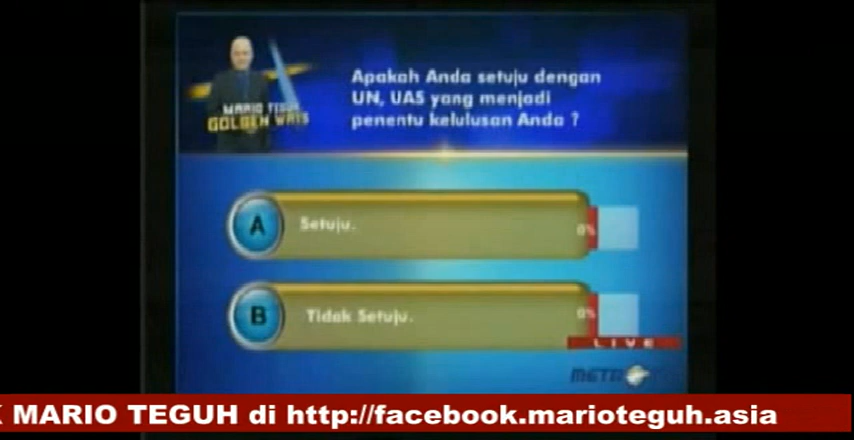 MARIO TEGUH
GOLDEN WAYS
Apakah Anda setuju dengan
UN, UAS yang menjadi
penentu kelulusan Anda ?
A
Setuju.
0%
B
Tidak Setuju.
0%
LIVE
METRO
K MARIO TEGUH di http://facebook.marioteguh.asia